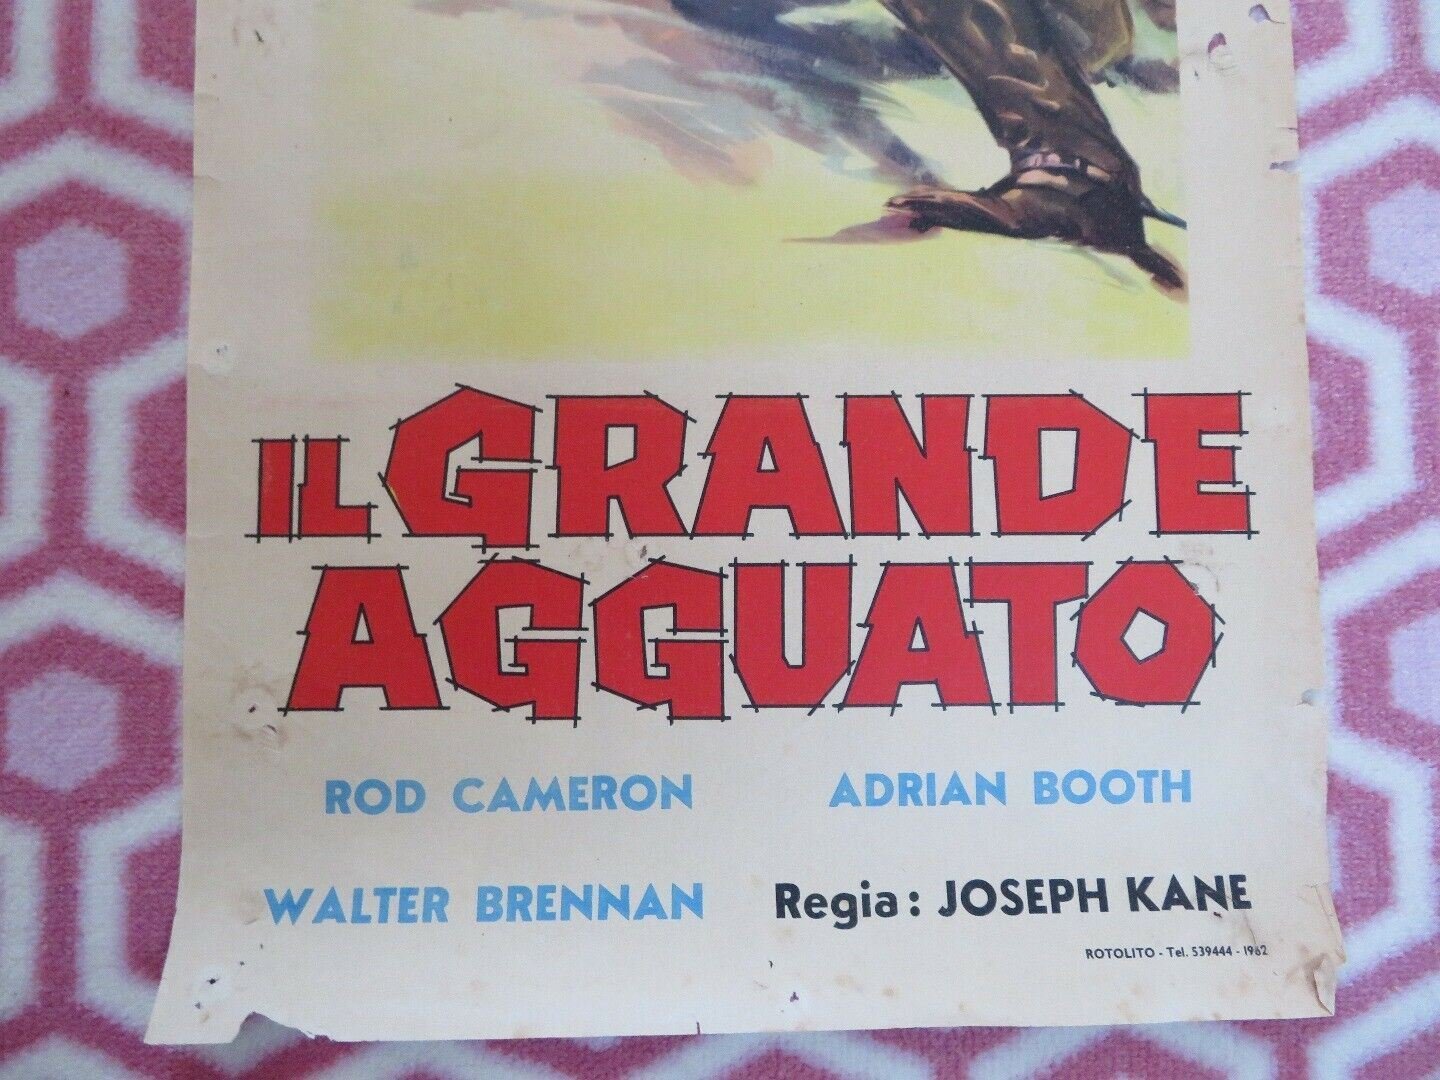 IL GRANDE
AGGUATO
ROD CAMERON ADRIAN BOOTH
WALTER BRENNAN Regia: JOSEPH KANE
ROTOLITO - Tel. 539444 - 1962